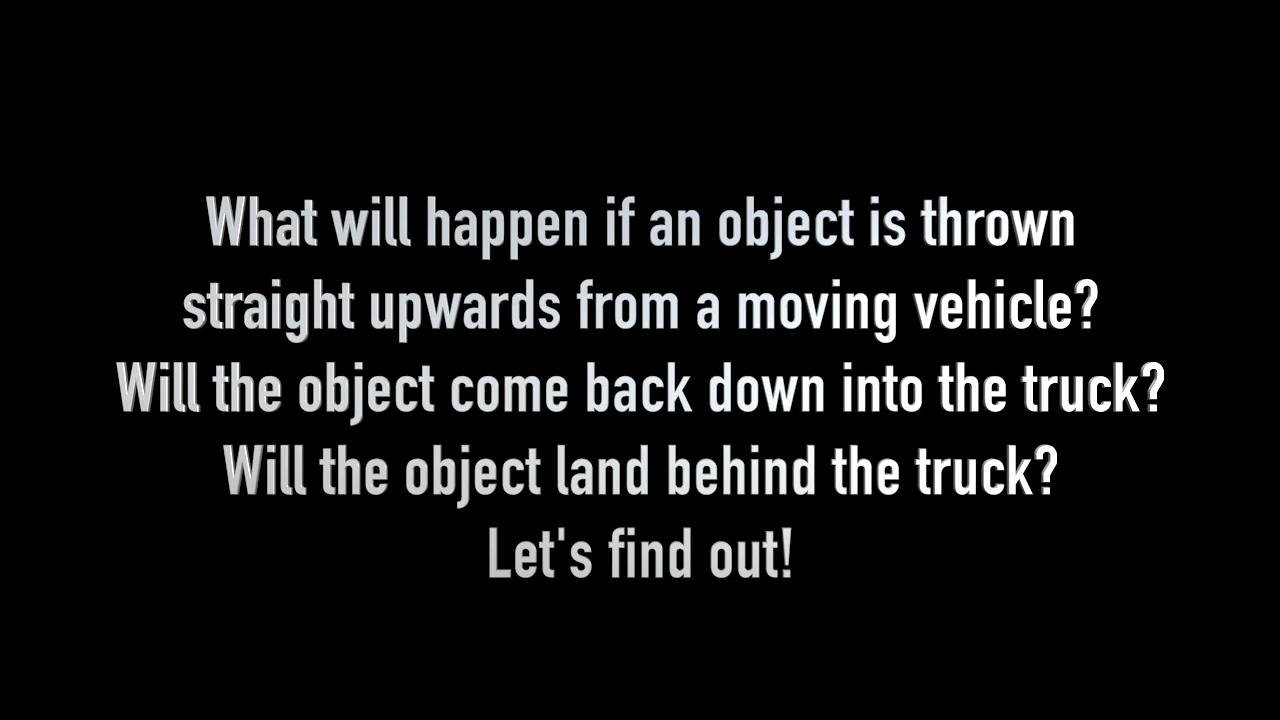 What will happen if an object is thrown
straight upwards from a moving vehicle?
Will the object come back down into the truck?
Will the object land behind the truck?
Let's find out!